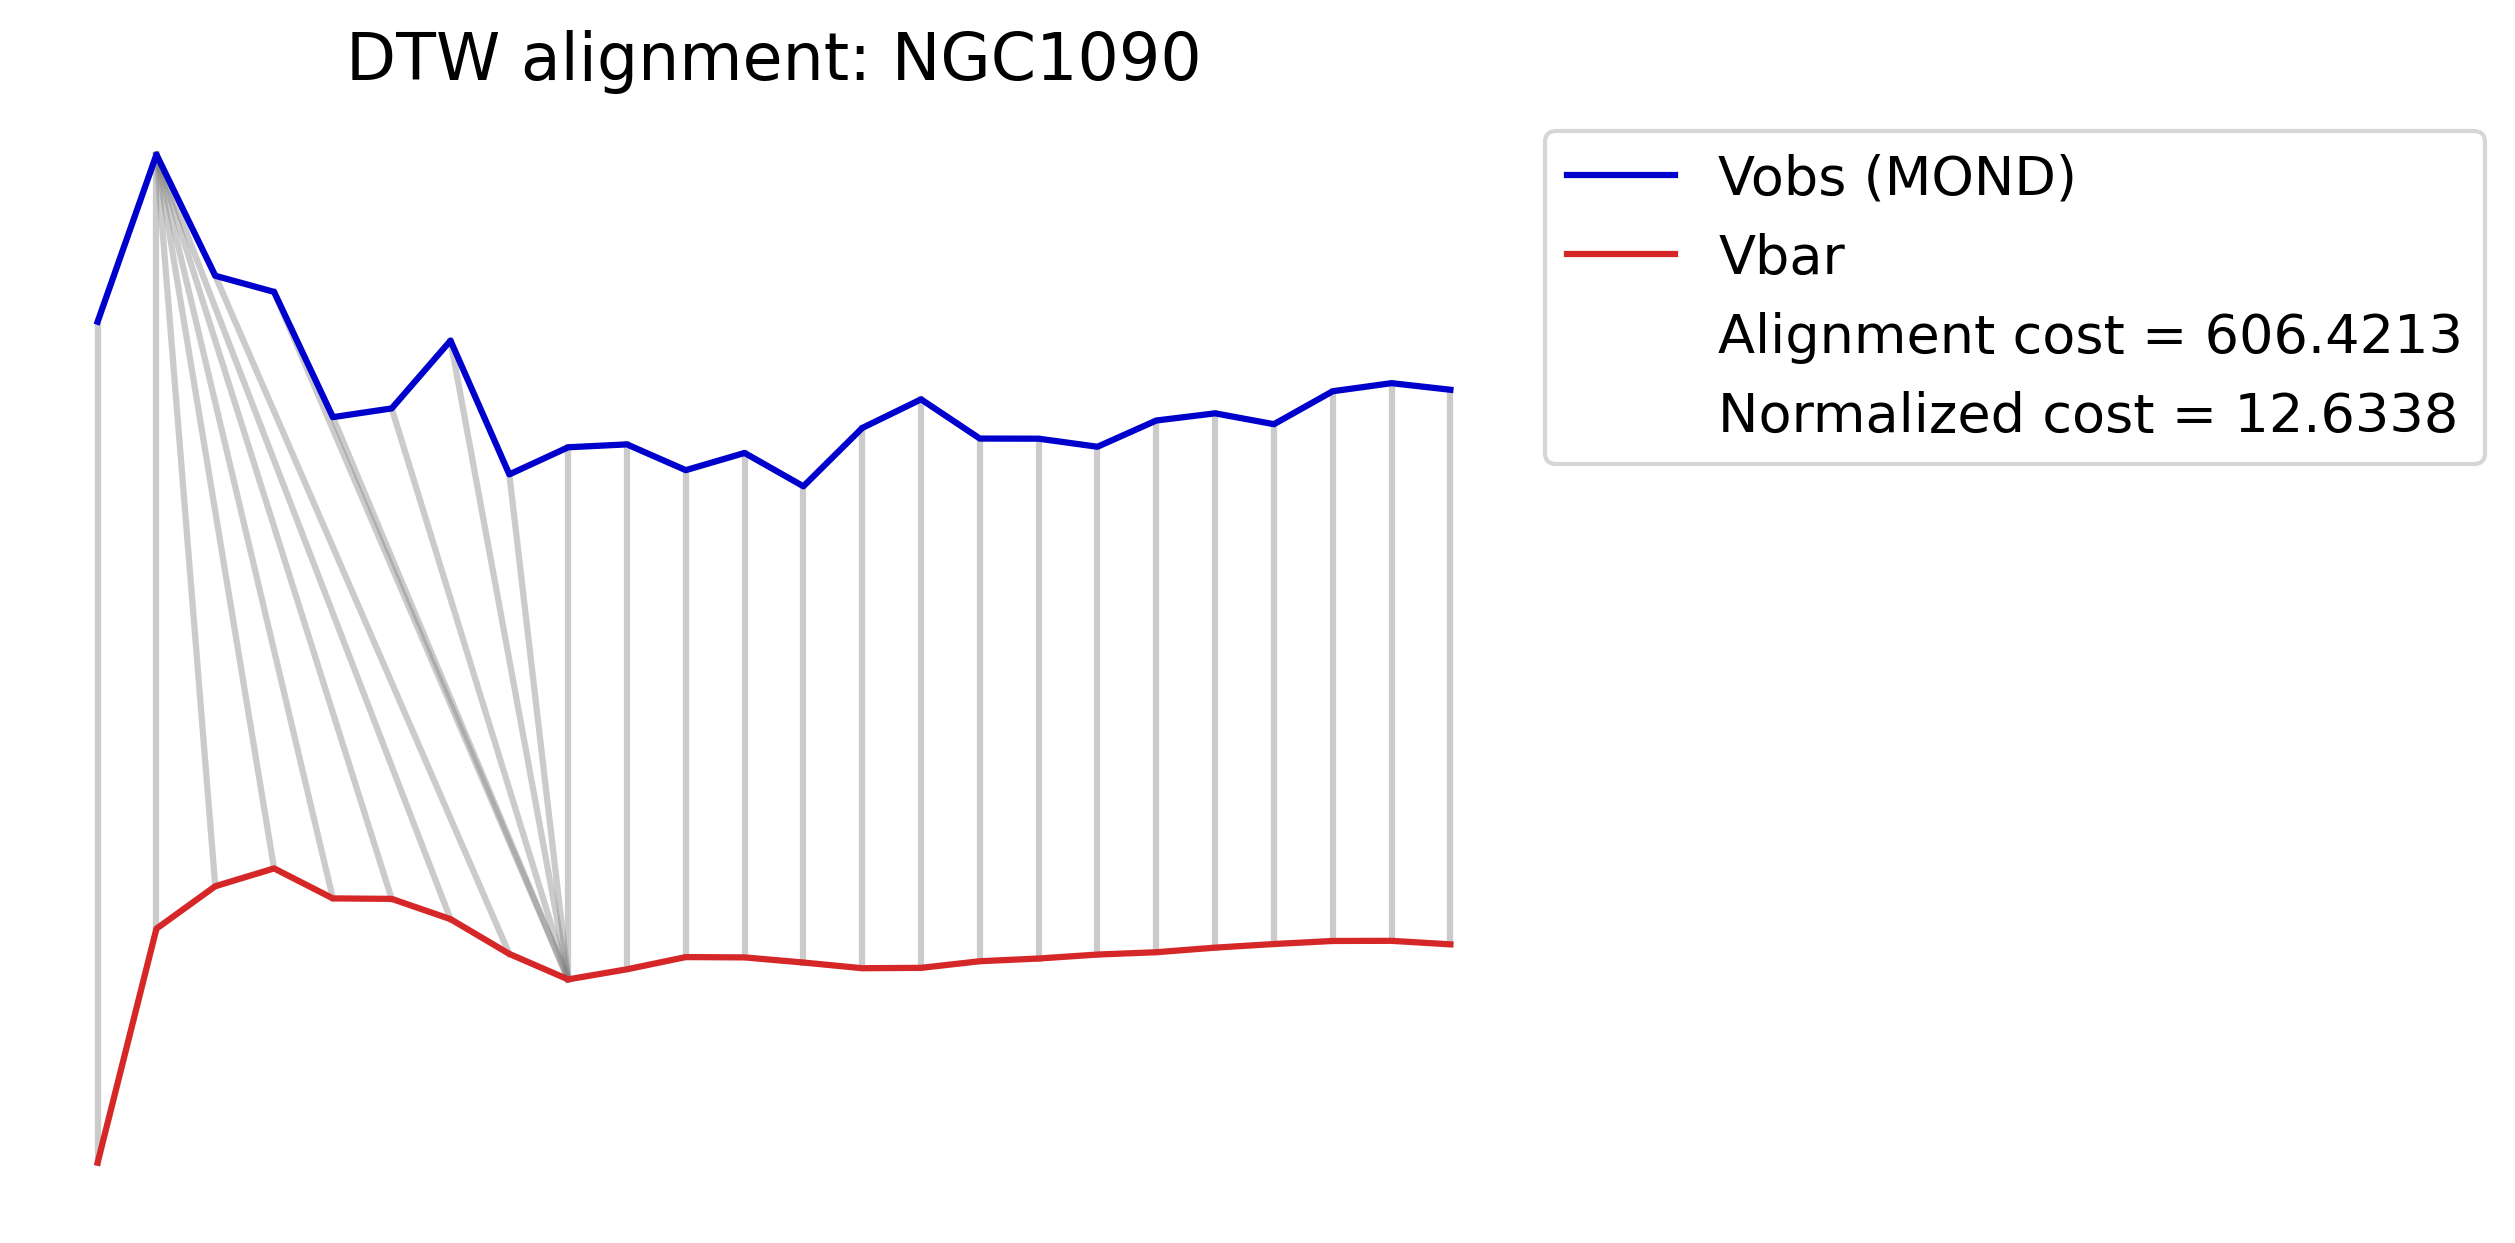 DTW alignment: NGC1090
Vobs (MOND)
Vbar
Alignment cost = 606.4213
Normalized cost = 12.6338